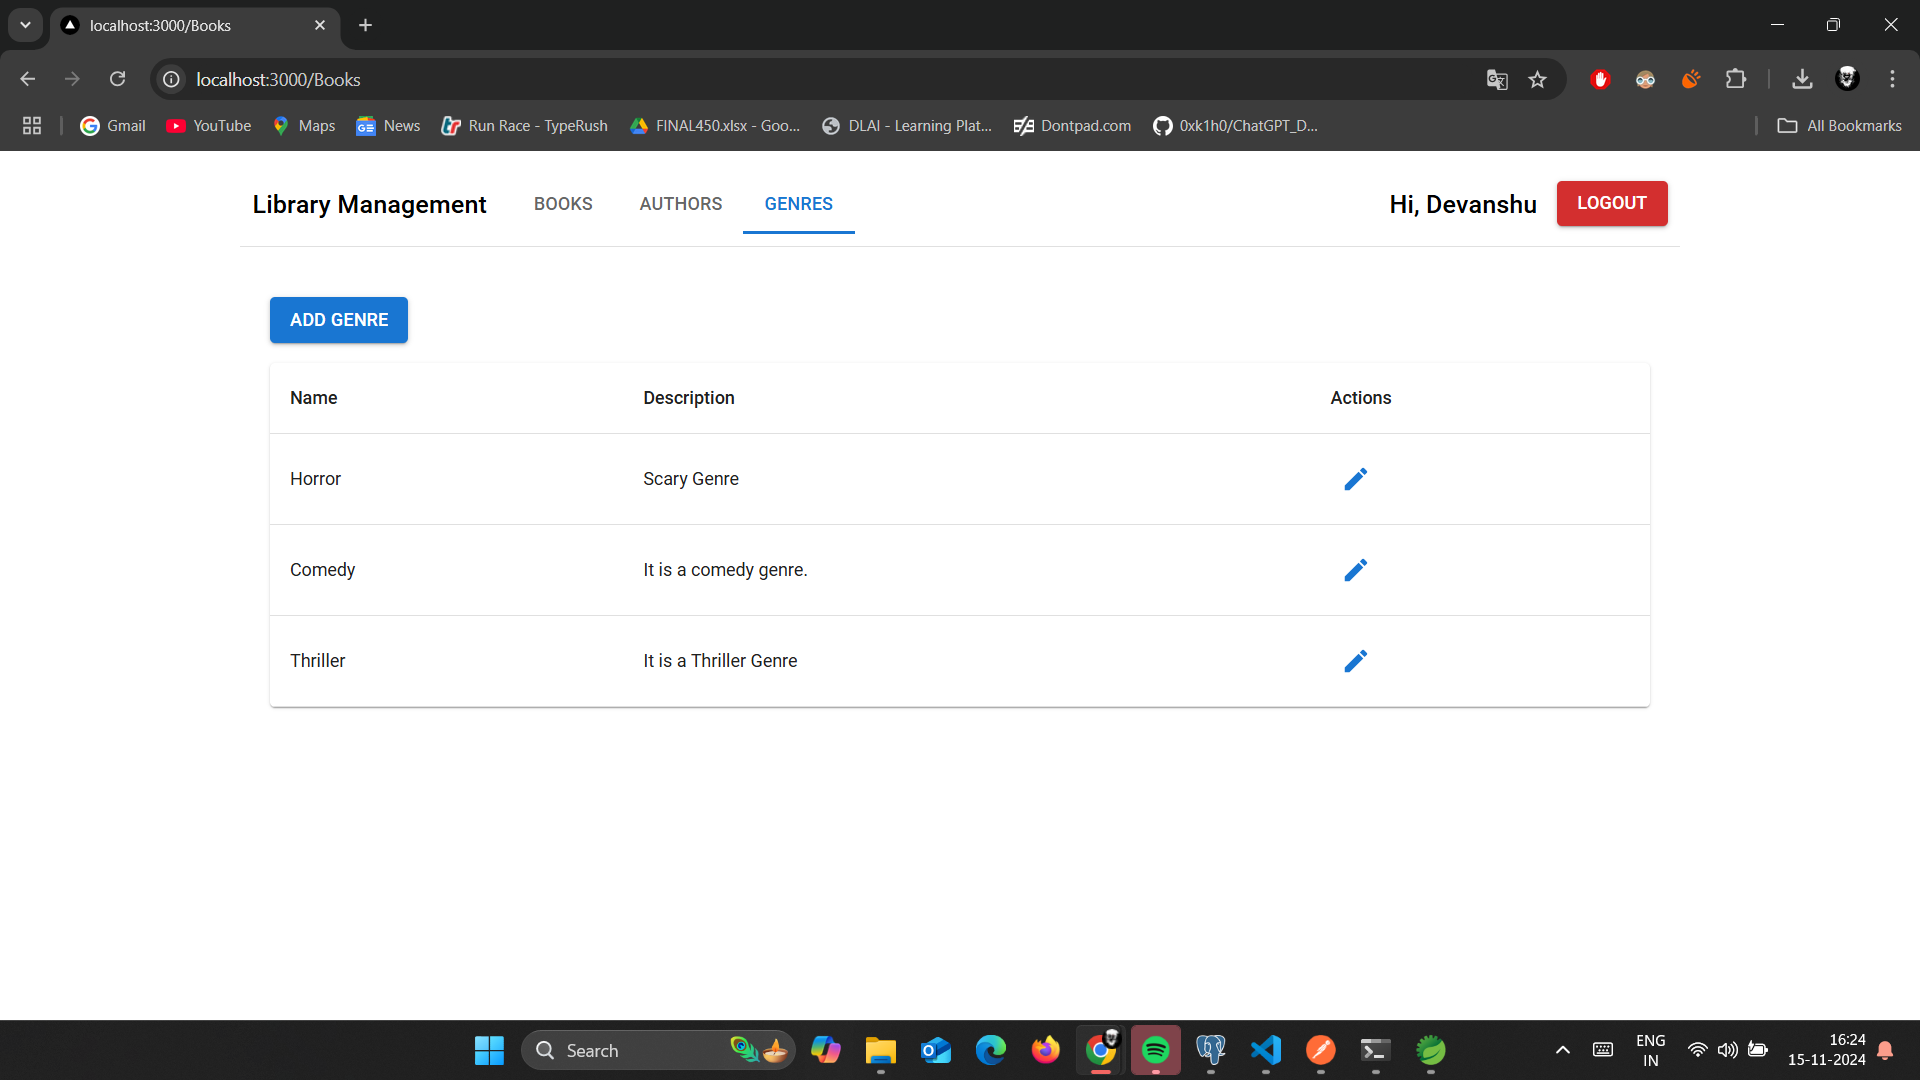 localhost:3000/Books
localhost:3000/Books
Gmail YouTube Maps News Run Race - TypeRush FINAL450.xlsx - Goo... DLAI - Learning Plat... Dontpad.com 0xk1h0/ChatGPT_D... All Bookmarks
Library Management BOOKS AUTHORS GENRES Hi, Devanshu LOGOUT
ADD GENRE
Name Description Actions
Horror Scary Genre
Comedy It is a comedy genre.
Thriller It is a Thriller Genre
Search
ENG
IN
16:24
15-11-2024